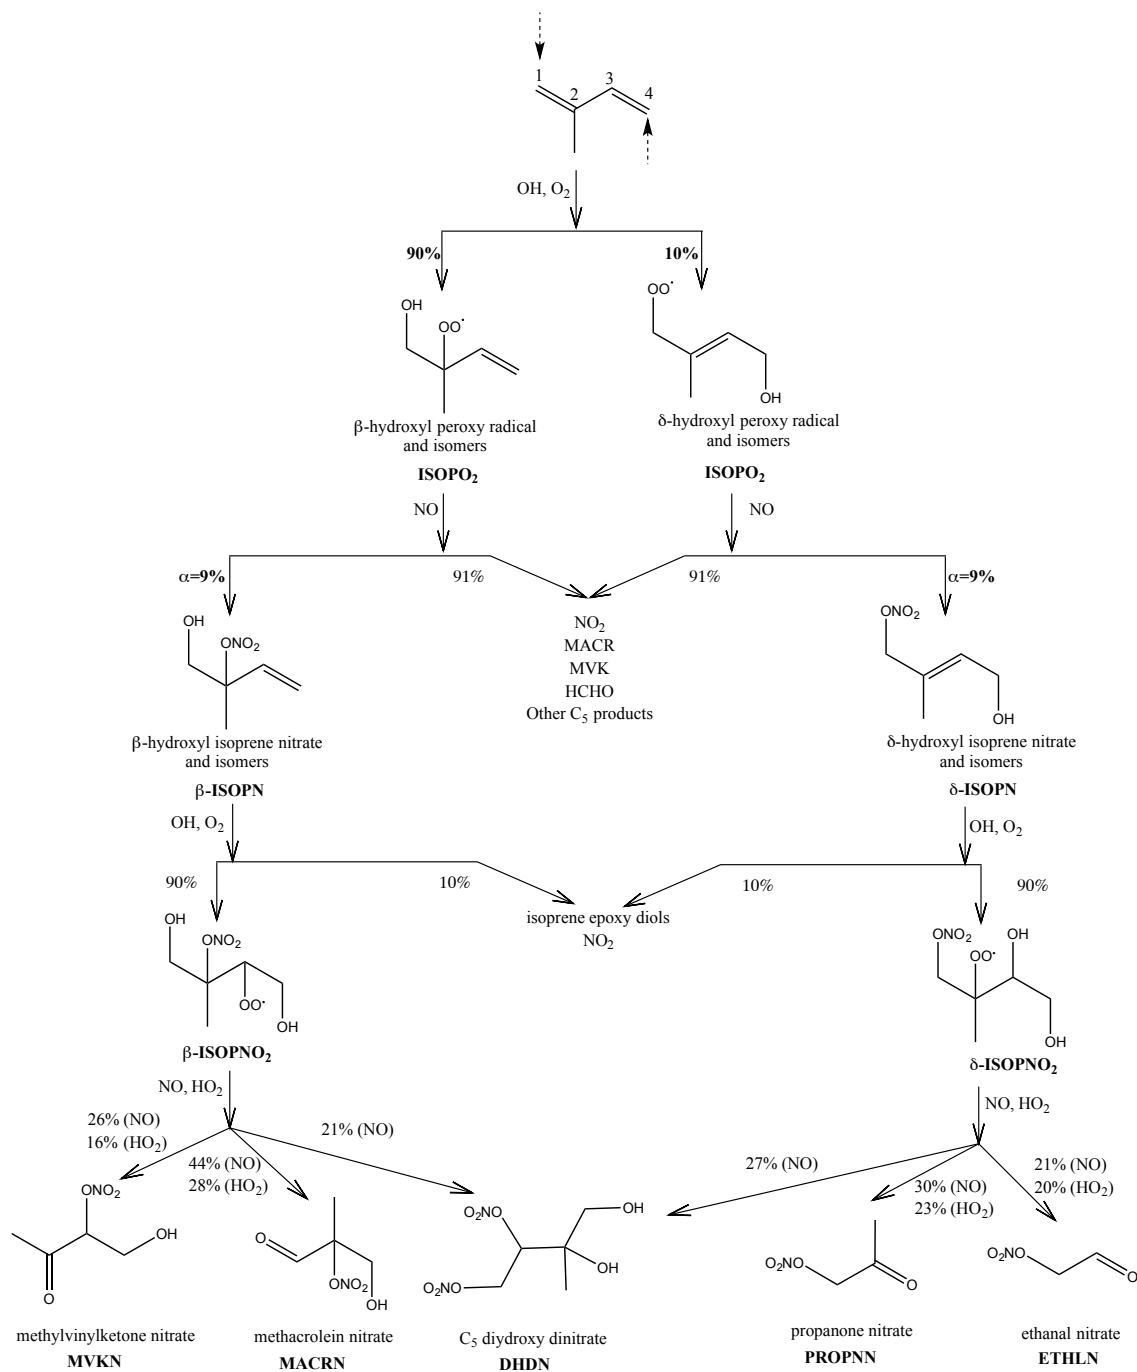 1
2
3
4
OH, O2
90%
10%
OH
OO·
OO·
OH
β-hydroxyl peroxy radical
and isomers
ISOPO2
δ-hydroxyl peroxy radical
and isomers
ISOPO2
NO
NO
α=9%
91%
91%
α=9%
NO2
MACR
MVK
HCHO
Other C5 products
OH
ONO2
ONO2
OH
β-hydroxyl isoprene nitrate
and isomers
β-ISOPN
δ-hydroxyl isoprene nitrate
and isomers
δ-ISOPN
OH, O2
OH, O2
90%
10%
10%
90%
isoprene epoxy diols
NO2
OH
ONO2
OO·
OH
β-ISOPNO2
ONO2
OH
OO·
OH
δ-ISOPNO2
NO, HO2
NO, HO2
26% (NO)
16% (HO2)
44% (NO)
28% (HO2)
21% (NO)
27% (NO)
30% (NO)
23% (HO2)
21% (NO)
20% (HO2)
ONO2
OH
O
O
ONO2
OH
O2NO
OH
OH
O2NO
O2NO
O
O2NO
O
methylvinylketone nitrate
MVKN
methacrolein nitrate
MACRN
C5 diydroxy dinitrate
DHDN
propanone nitrate
PROPNN
ethanal nitrate
ETHLN